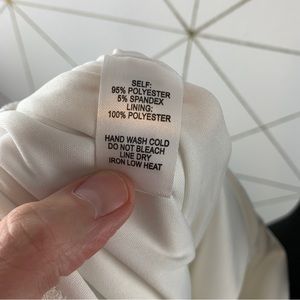 SELF:
95% POLYESTER
5% SPANDEX
LINING:
100% POLYESTER
HAND WASH COLD
DO NOT BLEACH
LINE DRY
IRON LOW HEAT